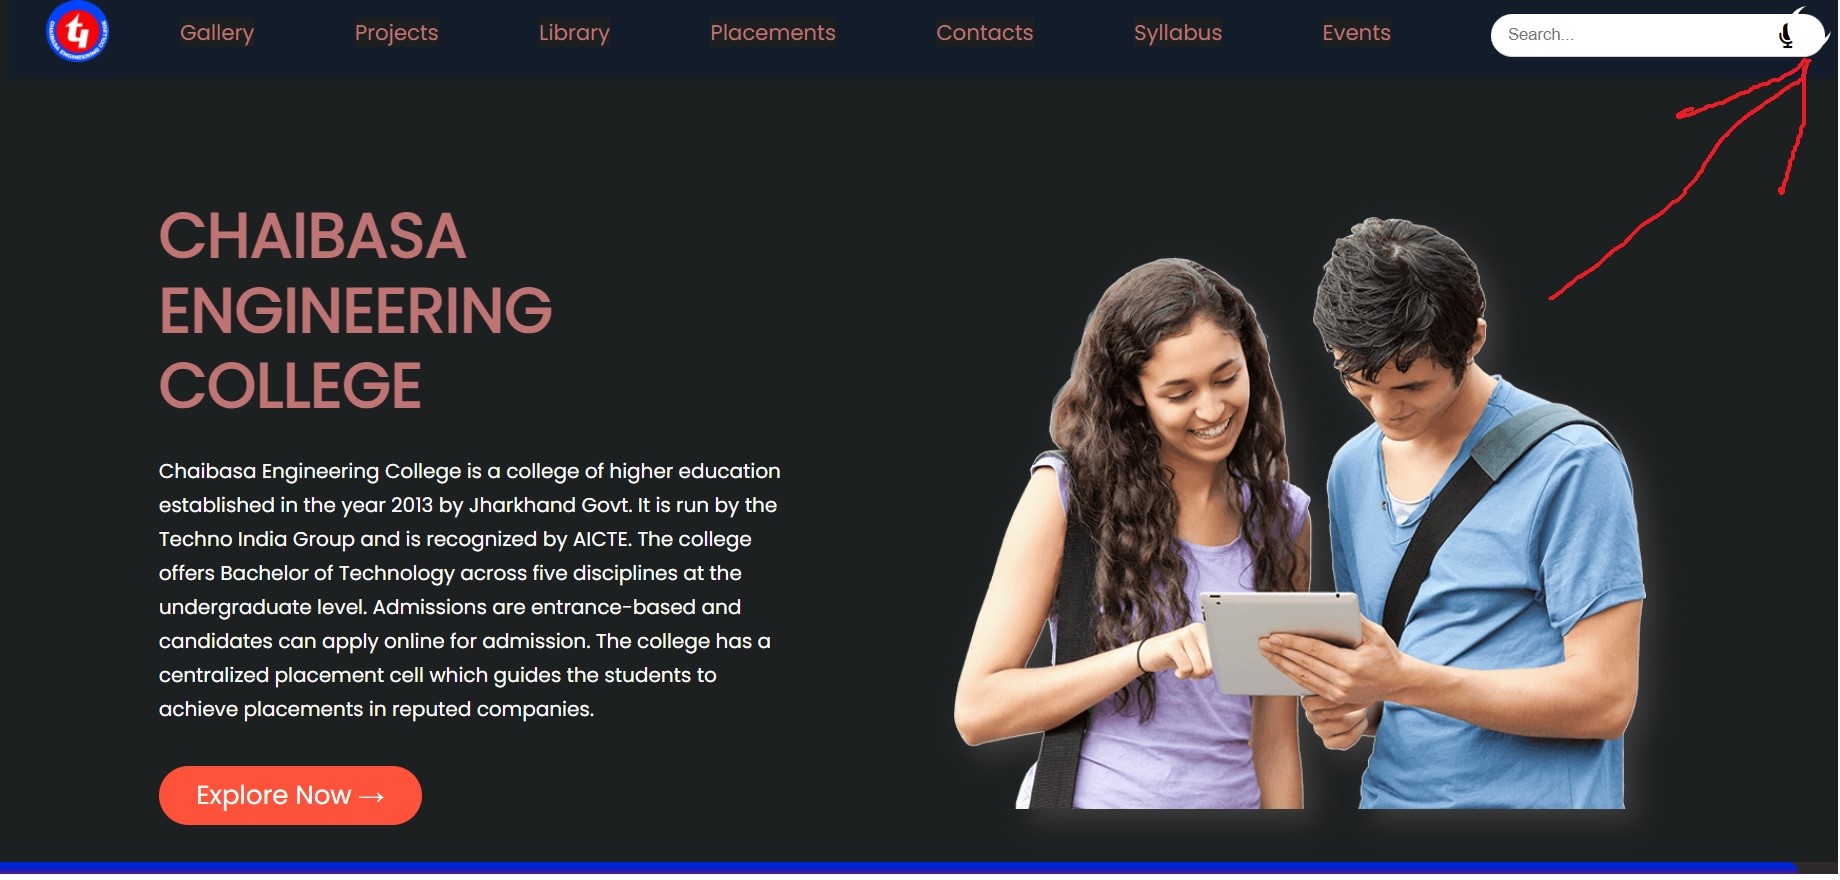 Gallery
Projects
Library
Placements
Contacts
Syllabus
Events
Search...
CHAIBASA
ENGINEERING
COLLEGE
Chaibasa Engineering College is a college of higher education
established in the year 2013 by Jharkhand Govt. It is run by the
Techno India Group and is recognized by AICTE. The college
offers Bachelor of Technology across five disciplines at the
undergraduate level. Admissions are entrance-based and
candidates can apply online for admission. The college has a
centralized placement cell which guides the students to
achieve placements in reputed companies.
Explore Now →